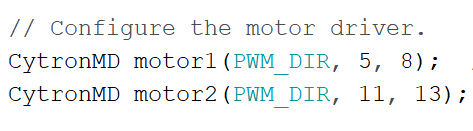 // Configure the motor driver.
CytronMD motor1(PWM_DIR, 5, 8);
CytronMD motor2(PWM_DIR, 11, 13);